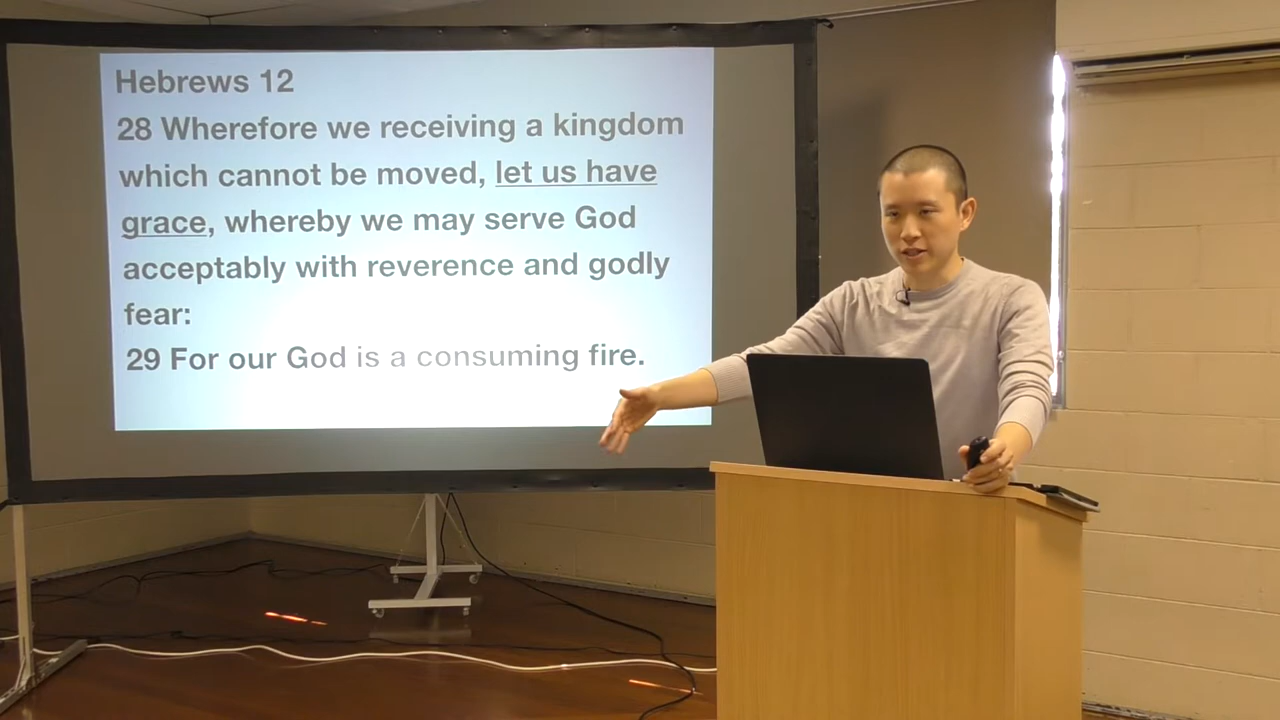 Hebrews 12
28 Wherefore we receiving a kingdom
which cannot be moved, let us have
grace, whereby we may serve God
acceptably with reverence and godly
fear:
29 For our God is a consuming fire.